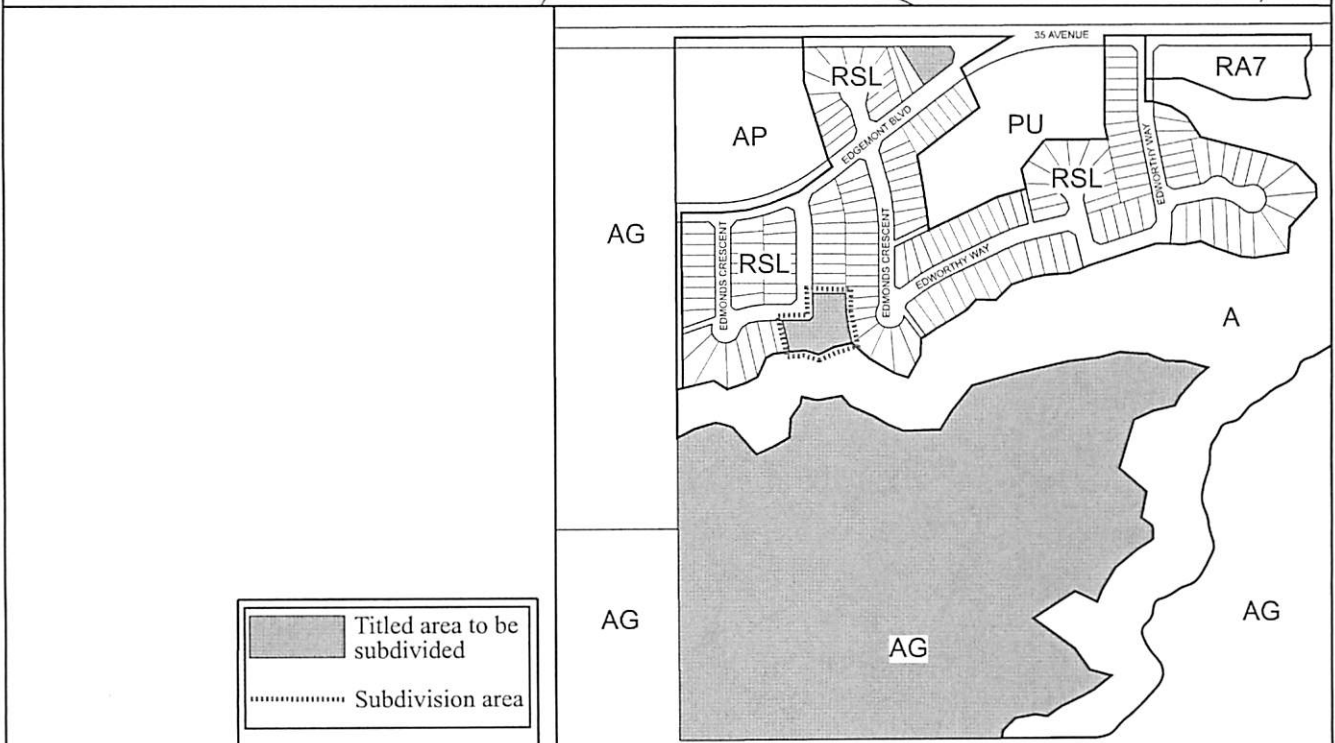 35 AVENUE
RSL
RA7
AP
EDGEMONT BLVD
PU
EDWORTHY WAY
RSL
AG
EDMONDS CRESCENT
RSL
EDMONDS CRESCENT
EDWORTHY WAY
A
AG
AG
AG
Titled area to be
subdivided
Subdivision area